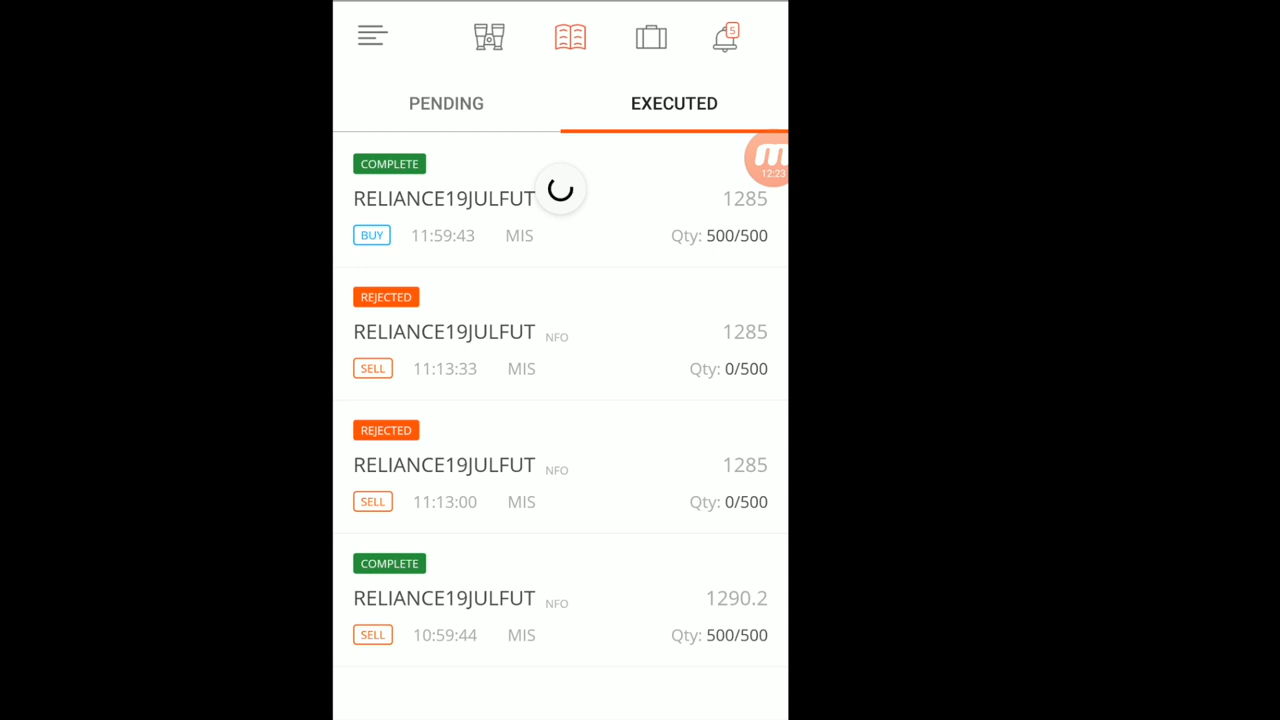 5
PENDING EXECUTED
COMPLETE
12:23
RELIANCE19JULFUT 1285
BUY 11:59:43 MIS Qty: 500/500
REJECTED
RELIANCE19JULFUT NFO 1285
SELL 11:13:33 MIS Qty: 0/500
REJECTED
RELIANCE19JULFUT NFO 1285
SELL 11:13:00 MIS Qty: 0/500
COMPLETE
RELIANCE19JULFUT NFO 1290.2
SELL 10:59:44 MIS Qty: 500/500